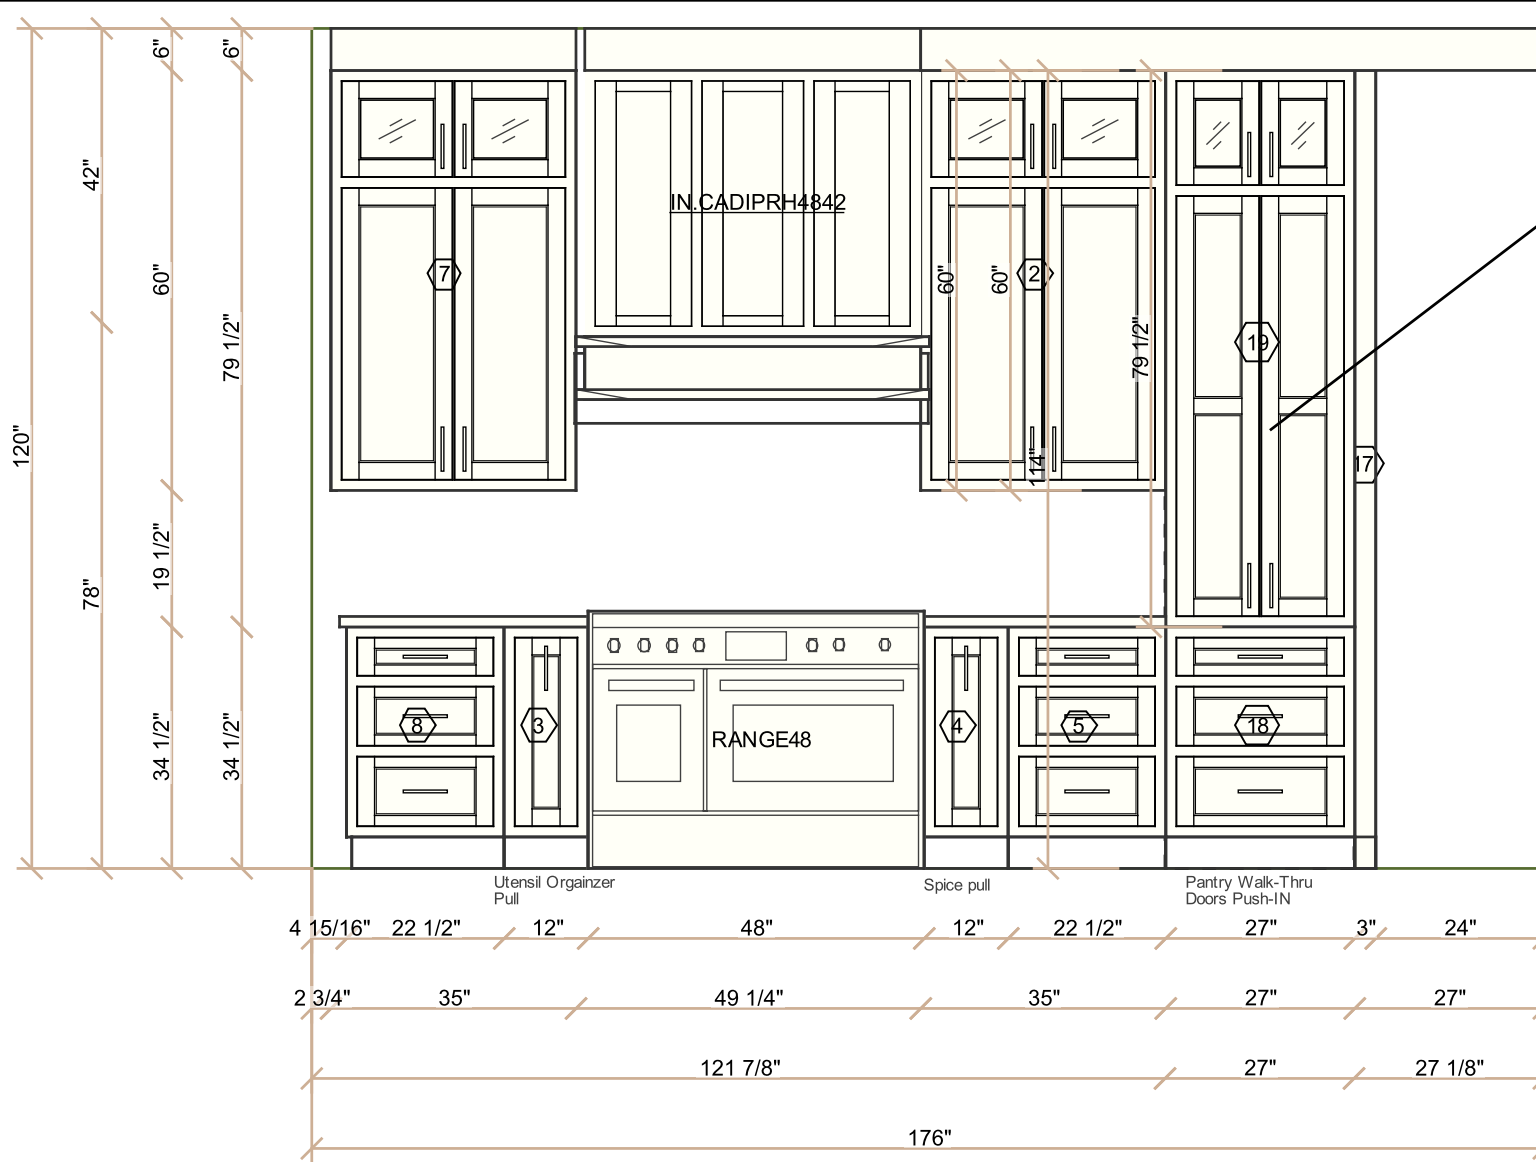 6"
6"
42"
60"
79 1/2"
120"
19 1/2"
78"
34 1/2"
34 1/2"
IN.CADIPRH4842
7
60"
60"
2
79 1/2"
114"
19
17
8
3
RANGE48
4
5
18
Utensil Orgainzer
Pull
Spice pull
Pantry Walk-Thru
Doors Push-IN
4 15/16" 22 1/2" 12" 48" 12" 22 1/2" 27" 3" 24"
2 3/4" 35" 49 1/4" 35" 27" 27"
121 7/8" 27" 27 1/8"
176"